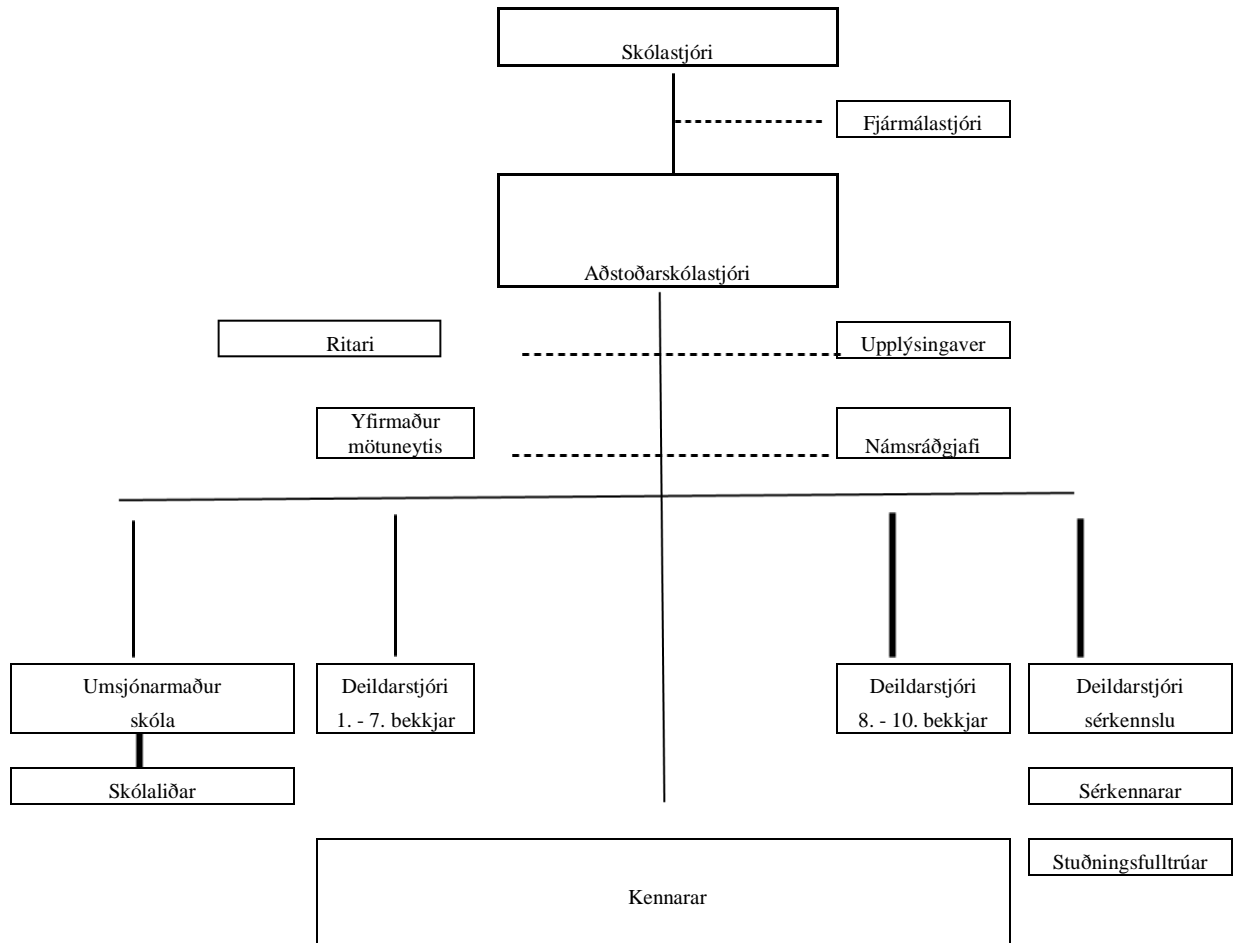 Skólastjóri
Fjármálastjóri
Aðstoðarskólastjóri
Ritari
Upplýsingaver
Yfirmaður
mötuneytis
Námsráðgjafi
Umsjónarmaður
skóla
Deildarstjóri
1. - 7. bekkjar
Deildarstjóri
8. - 10. bekkjar
Deildarstjóri
sérkennslu
Skólaliðar
Sérkennarar
Stuðningsfulltrúar
Kennarar